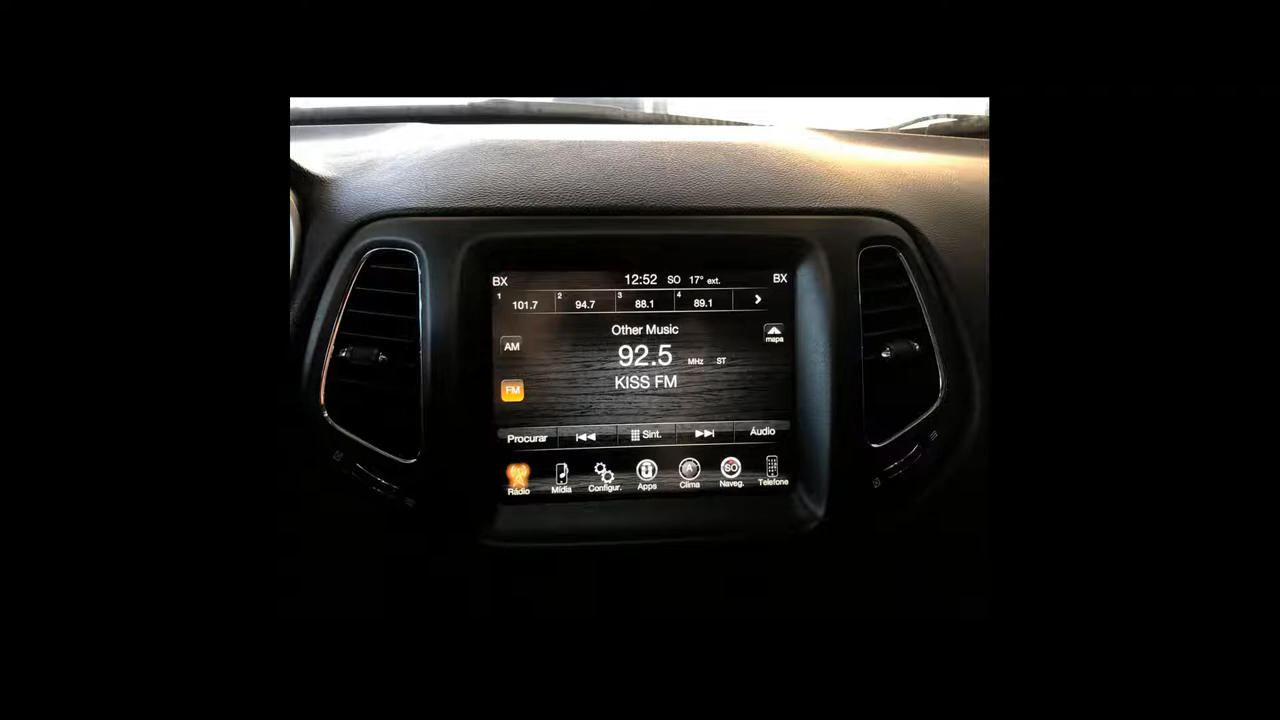 BX 12:52 SO 17° ext. BX
1 101.7 2 94.7 3 88.1 4 89.1
Other Music
mapa
AM 92.5 MHz ST
KISS FM
FM
Procurar Sint. Áudio
A SO
Rádio Mídia Configur. Apps Clima Naveg. Telefone